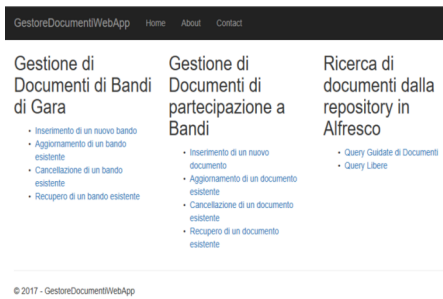 GestoreDocumentiWebApp Home About Contact
Gestione di
Documenti di Bandi
di Gara
Inserimento di un nuovo bando
Aggiornamento di un bando
esistente
Cancellazione di un bando
esistente
Recupero di un bando esistente
Gestione di
Documenti di
partecipazione a
Bandi
Inserimento di un nuovo
documento
Aggiornamento di un documento
esistente
Cancellazione di un documento
esistente
Recupero di un documento
esistente
Ricerca di
documenti dalla
repository in
Alfresco
Query Guidate di Documenti
Query Libere
© 2017 - GestoreDocumentiWebApp